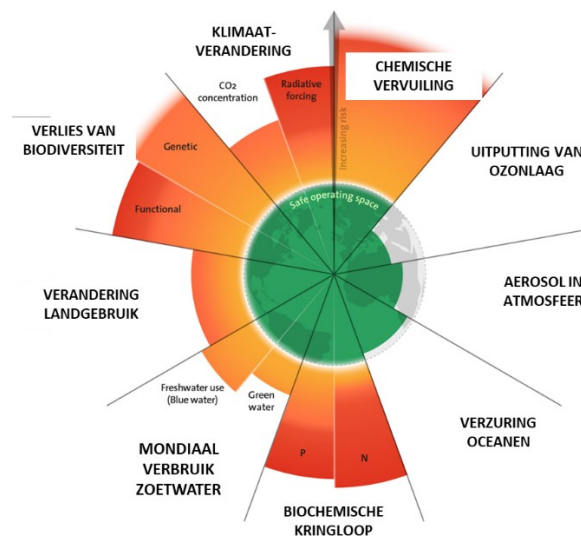 KLIMAAT-
VERANDERING
CHEMISCHE
VERVUILING
CO2
concentration
Radiative
forcing
Increasing risk
VERLIES VAN
BIODIVERSITEIT
Genetic
Functional
UITPUTTING VAN
OZONLAAG
Safe operating space
VERANDERING
LANDGEBRUIK
AEROSOL IN
ATMOSFEER
Freshwater use
(Blue water)
Green
water
VERZURING
OCEANEN
MONDIAAL
VERBRUIK
ZOETWATER
P
N
BIOCHEMISCHE
KRINGLOOP